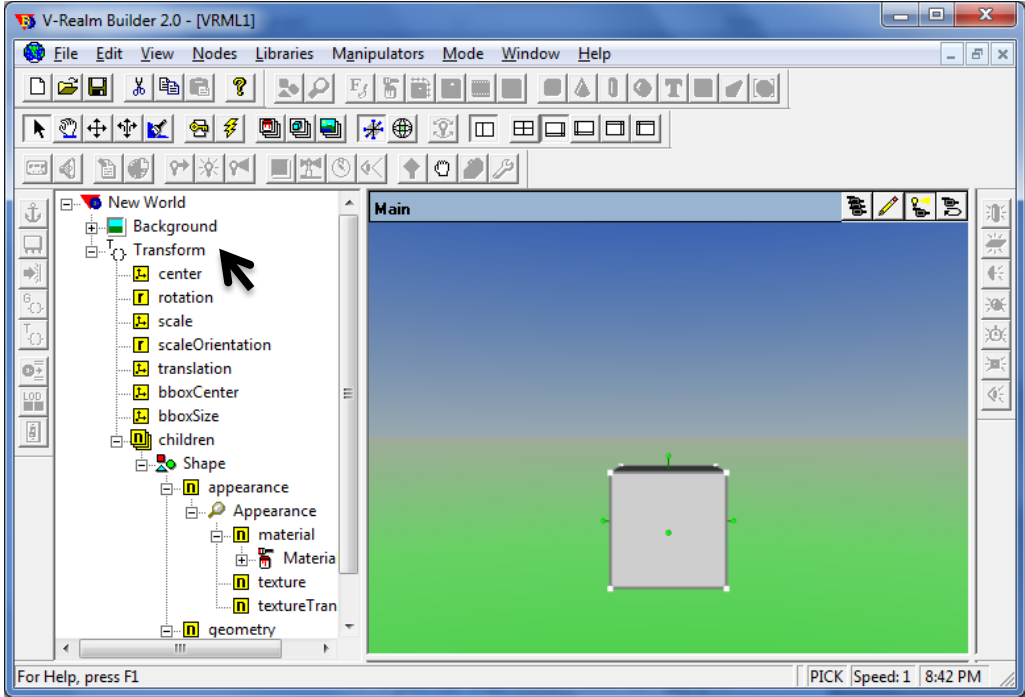 V-Realm Builder 2.0 - [VRML1]
File Edit View Nodes Libraries Manipulators Mode Window Help
New World
Background
Transform
center
rotation
scale
scaleOrientation
translation
bboxCenter
bboxSize
children
Shape
appearance
Appearance
material
Materia
texture
textureTran
geometry
Main
For Help, press F1
PICK Speed: 1 8:42 PM